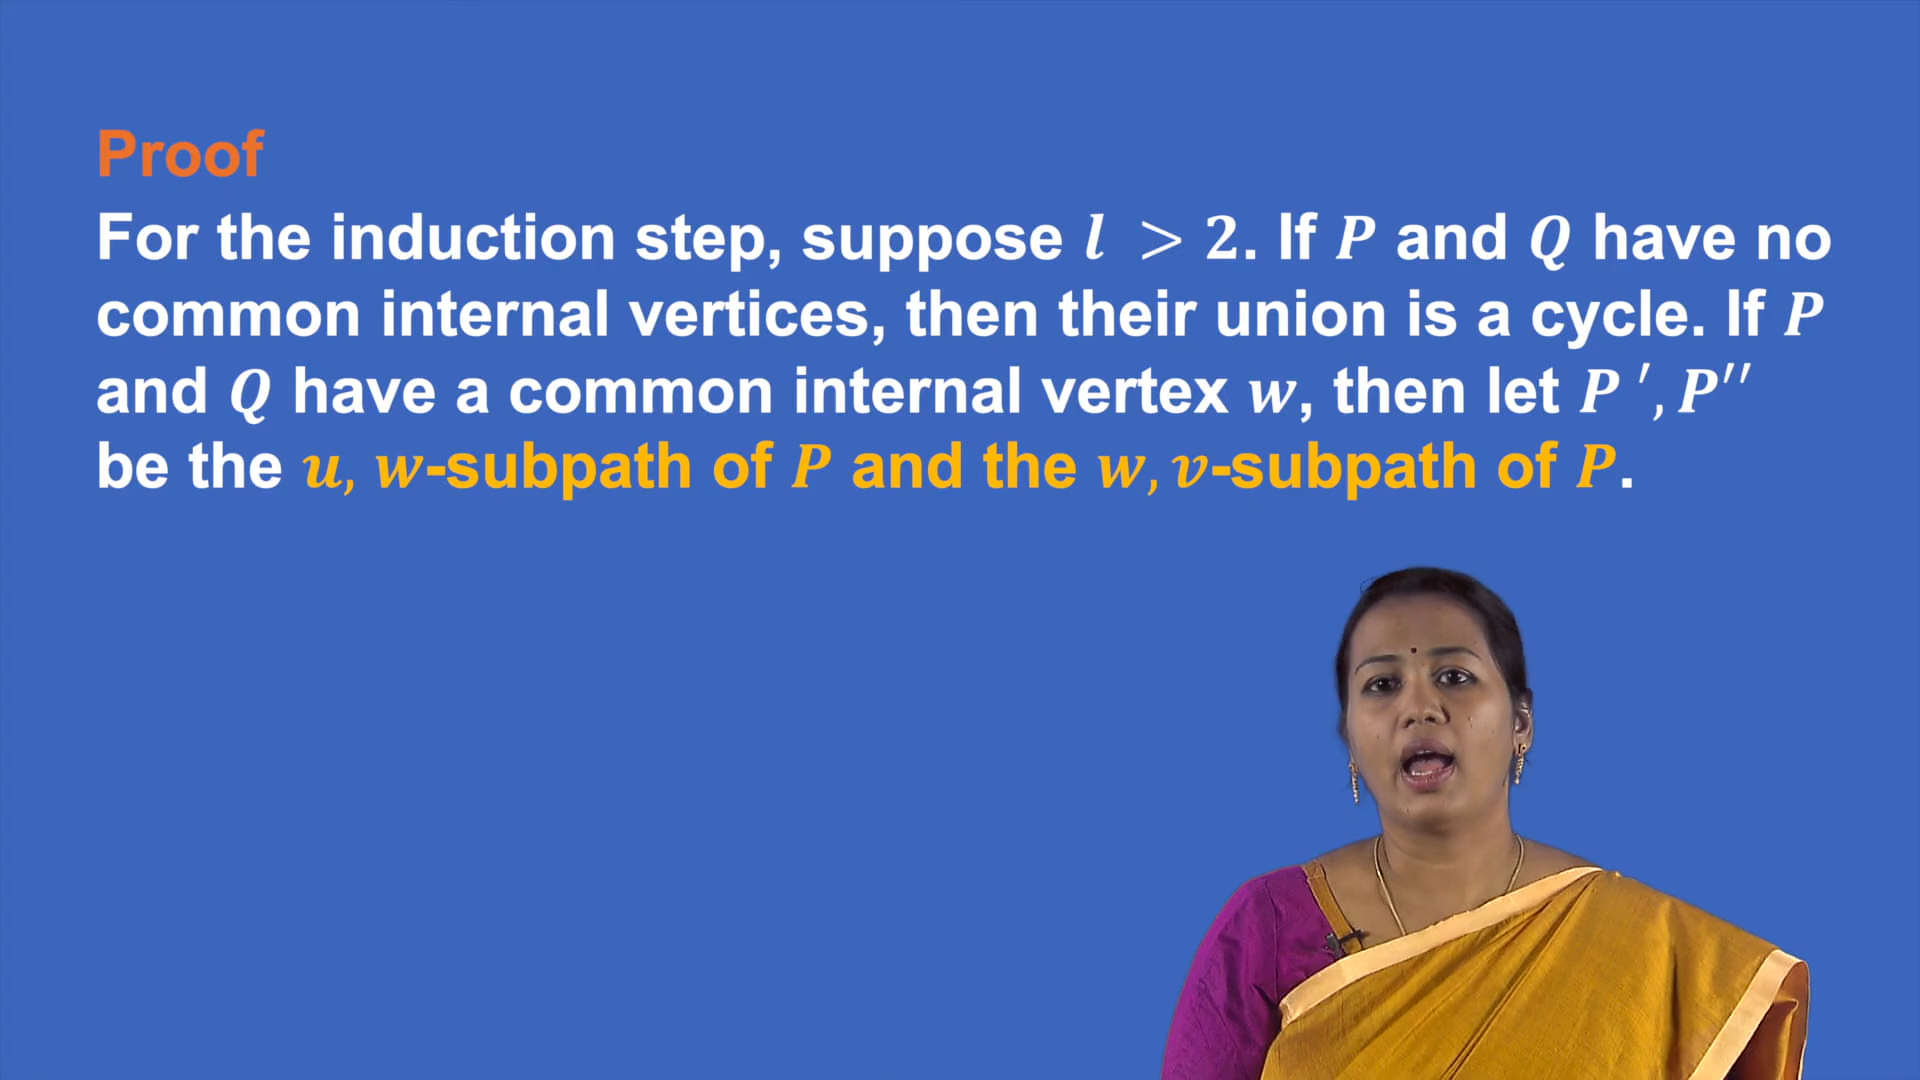 Proof
For the induction step, suppose l > 2. If P and Q have no
common internal vertices, then their union is a cycle. If P
and Q have a common internal vertex w, then let P ′, P′′
be the u, w-subpath of P and the w, v-subpath of P.